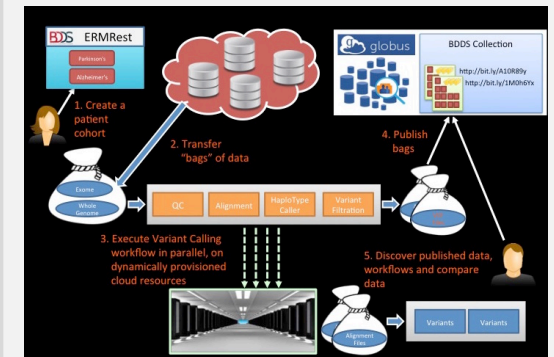 BDDS ERMRest
Parkinson's
Alzheimer's
1. Create a
patient
cohort
2. Transfer
"bags" of data
globus
BDDS Collection
http://bit.ly/A10R89y
http://bit.ly/1M0h6Yx
4. Publish
bags
Exome
Whole
Genome
QC
Alignment
HaploType
Caller
Variant
Filtration
3. Execute Variant Calling
workflow in parallel, on
dynamically provisioned
cloud resources
5. Discover published data,
workflows and compare
data
Alignment
Files
Variants
Variants